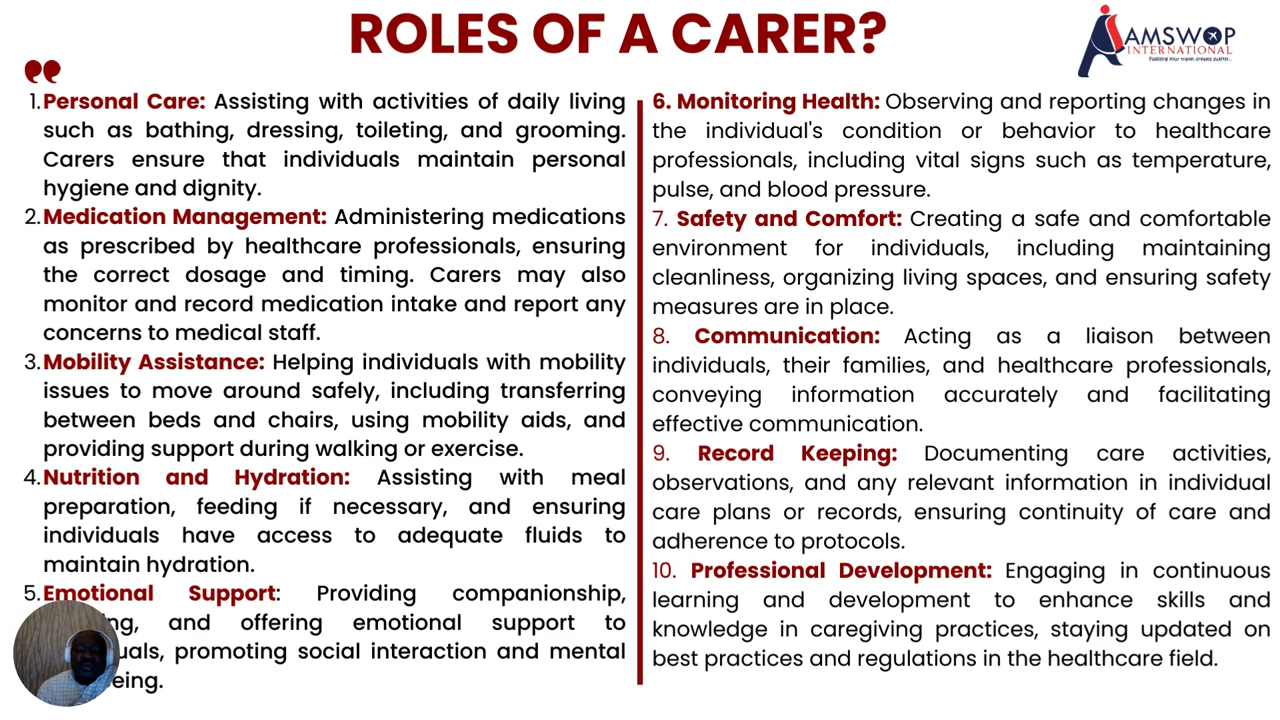 ROLES OF A CARER?
AMSWOP
INTERNATIONAL
1. Personal Care: Assisting with activities of daily living
such as bathing, dressing, toileting, and grooming.
Carers ensure that individuals maintain personal
hygiene and dignity.
2. Medication Management: Administering medications
as prescribed by healthcare professionals, ensuring
the correct dosage and timing. Carers may also
monitor and record medication intake and report any
concerns to medical staff.
3. Mobility Assistance: Helping individuals with mobility
issues to move around safely, including transferring
between beds and chairs, using mobility aids, and
providing support during walking or exercise.
4. Nutrition and Hydration: Assisting with meal
preparation, feeding if necessary, and ensuring
individuals have access to adequate fluids to
maintain hydration.
5. Emotional Support: Providing companionship,
and offering emotional support to
promoting social interaction and mental
6. Monitoring Health: Observing and reporting changes in
the individual's condition or behavior to healthcare
professionals, including vital signs such as temperature,
pulse, and blood pressure.
7. Safety and Comfort: Creating a safe and comfortable
environment for individuals, including maintaining
cleanliness, organizing living spaces, and ensuring safety
measures are in place.
8. Communication: Acting as a liaison between
individuals, their families, and healthcare professionals,
conveying information accurately and facilitating
effective communication.
9. Record Keeping: Documenting care activities,
observations, and any relevant information in individual
care plans or records, ensuring continuity of care and
adherence to protocols.
10. Professional Development: Engaging in continuous
learning and development to enhance skills and
knowledge in caregiving practices, staying updated on
best practices and regulations in the healthcare field.